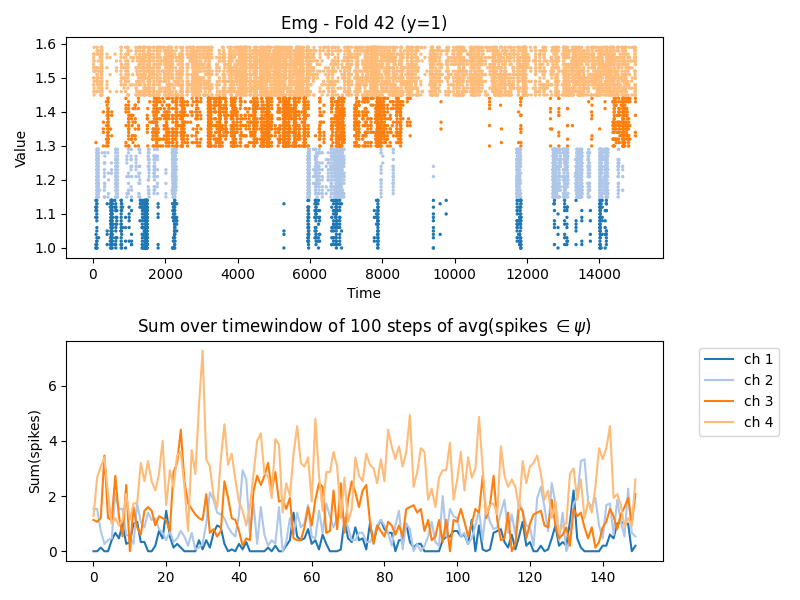 Emg - Fold 42 (y=1)
Value
1.6
1.5
1.4
1.3
1.2
1.1
1.0
0 2000 4000 6000 8000 10000 12000 14000
Time
Sum over timewindow of 100 steps of avg(spikes ∈ ψ)
Sum(spikes)
6
4
2
0
0 20 40 60 80 100 120 140
ch 1
ch 2
ch 3
ch 4